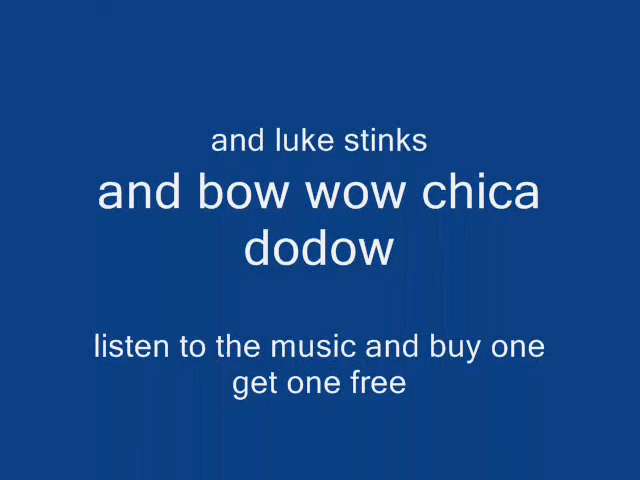 and luke stinks
and bow wow chica
dodow
listen to the music and buy one
get one free